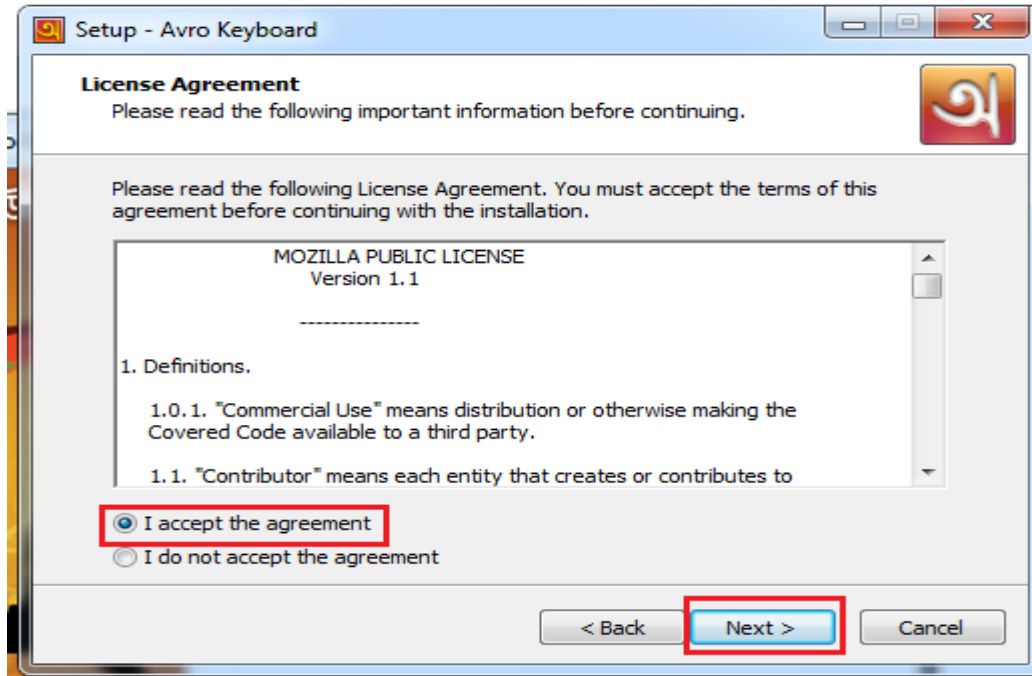 Setup - Avro Keyboard
License Agreement
Please read the following important information before continuing.
অ
Please read the following License Agreement. You must accept the terms of this
agreement before continuing with the installation.
MOZILLA PUBLIC LICENSE
Version 1.1
---------------
1. Definitions.
1.0.1. "Commercial Use" means distribution or otherwise making the
Covered Code available to a third party.
1.1. "Contributor" means each entity that creates or contributes to
I accept the agreement
I do not accept the agreement
< Back Next > Cancel